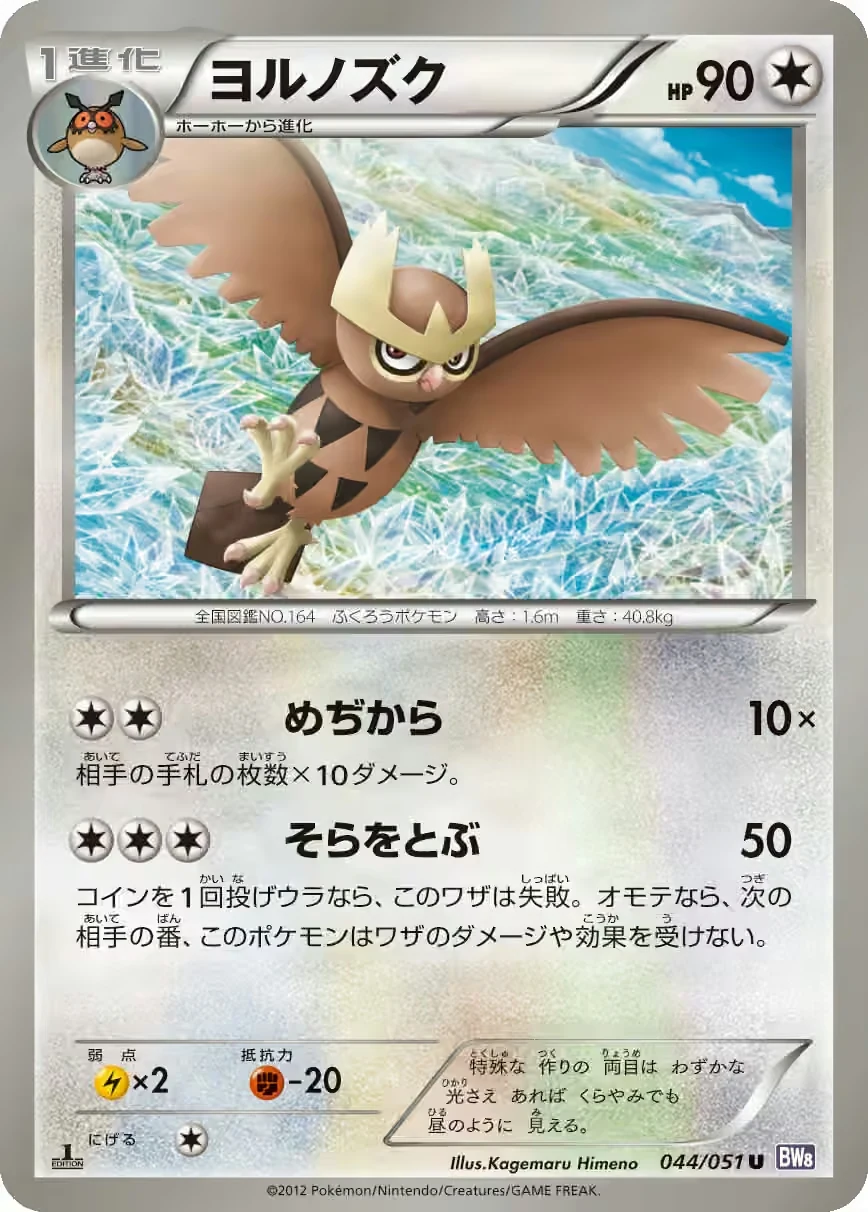 1進化
ヨルノズク
HP90
ホーホーから進化
全国図鑑NO.164 ふくろうポケモン 高さ:1.6m 重さ:40.8kg
めぢから 10×
相手の手札の枚数×10ダメージ。
そらをとぶ 50
コインを1回投げウラなら、このワザは失敗。オモテなら、次の
相手の番、このポケモンはワザのダメージや効果を受けない。
弱点 抵抗力
×2 -20
にげる
特殊な 作りの 両目は わずかな
光さえ あれば くらやみでも
昼のように 見える。
1 EDITION
Illus.Kagemaru Himeno 044/051 U BW8
©2012 Pokémon/Nintendo/Creatures/GAME FREAK.